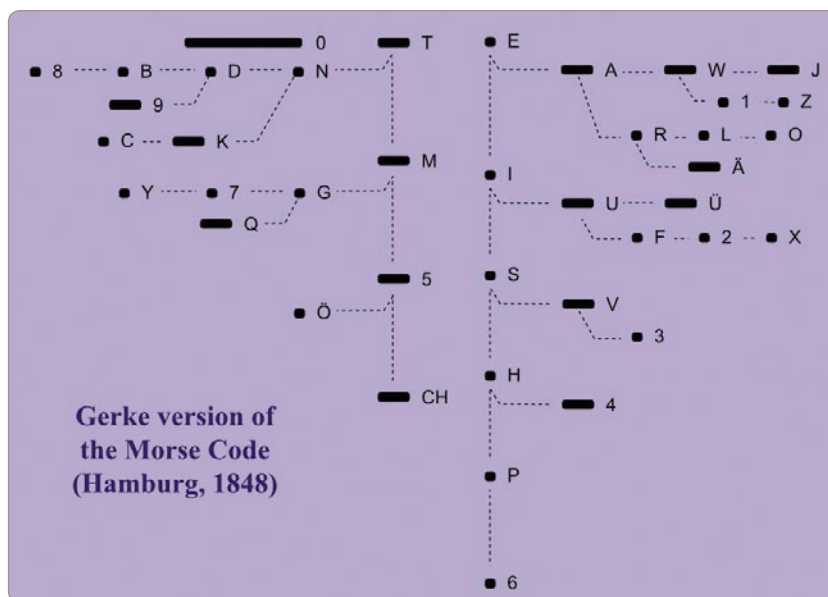 0 T E
8 B D N A W J
9 1 Z
C K R L O
M Ä
I
Y 7 G U Ü
Q F 2 X
5 S
Ö V
3
H
CH 4
Gerke version of
the Morse Code
(Hamburg, 1848)
P
6